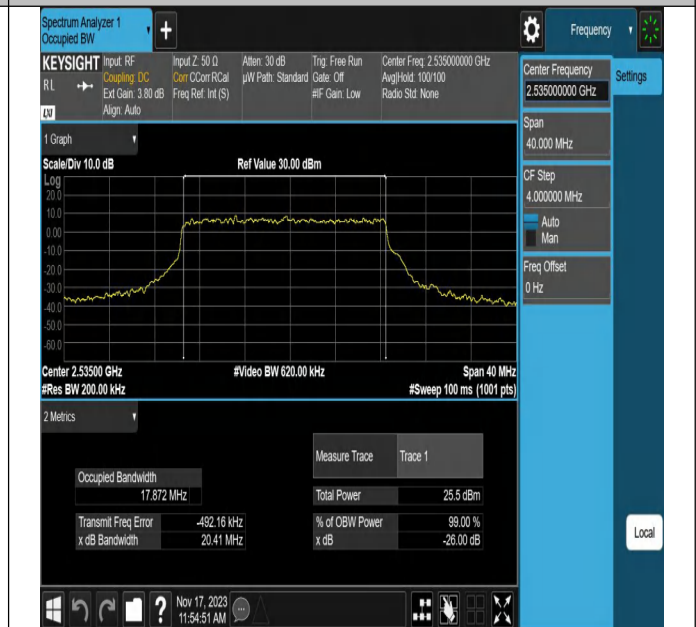 Spectrum Analyzer 1
Occupied BW
Frequency
KEYSIGHT
RL
LXI
Input: RF
Coupling: DC
Ext Gain: 3.80 dB
Align: Auto
Input Z: 50 Ω
Corr CCorr RCal
Freq Ref: Int (S)
Atten: 30 dB
µW Path: Standard
Trig: Free Run
Gate: Off
#IF Gain: Low
Center Freq: 2.535000000 GHz
Avg|Hold: 100/100
Radio Std: None
Center Frequency
2.535000000 GHz
Settings
Span
40.000 MHz
CF Step
4.000000 MHz
Auto
Man
Freq Offset
0 Hz
Local
1 Graph
Scale/Div 10.0 dB
Ref Value 30.00 dBm
Log
20.0
10.0
0.00
-10.0
-20.0
-30.0
-40.0
-50.0
-60.0
Center 2.53500 GHz
#Video BW 620.00 kHz
Span 40 MHz
#Res BW 200.00 kHz
#Sweep 100 ms (1001 pts)
2 Metrics
Measure Trace
Trace 1
Occupied Bandwidth
17.872 MHz
Total Power
25.5 dBm
Transmit Freq Error
-492.16 kHz
% of OBW Power
99.00 %
x dB Bandwidth
20.41 MHz
x dB
-26.00 dB
?
Nov 17, 2023
11:54:51 AM